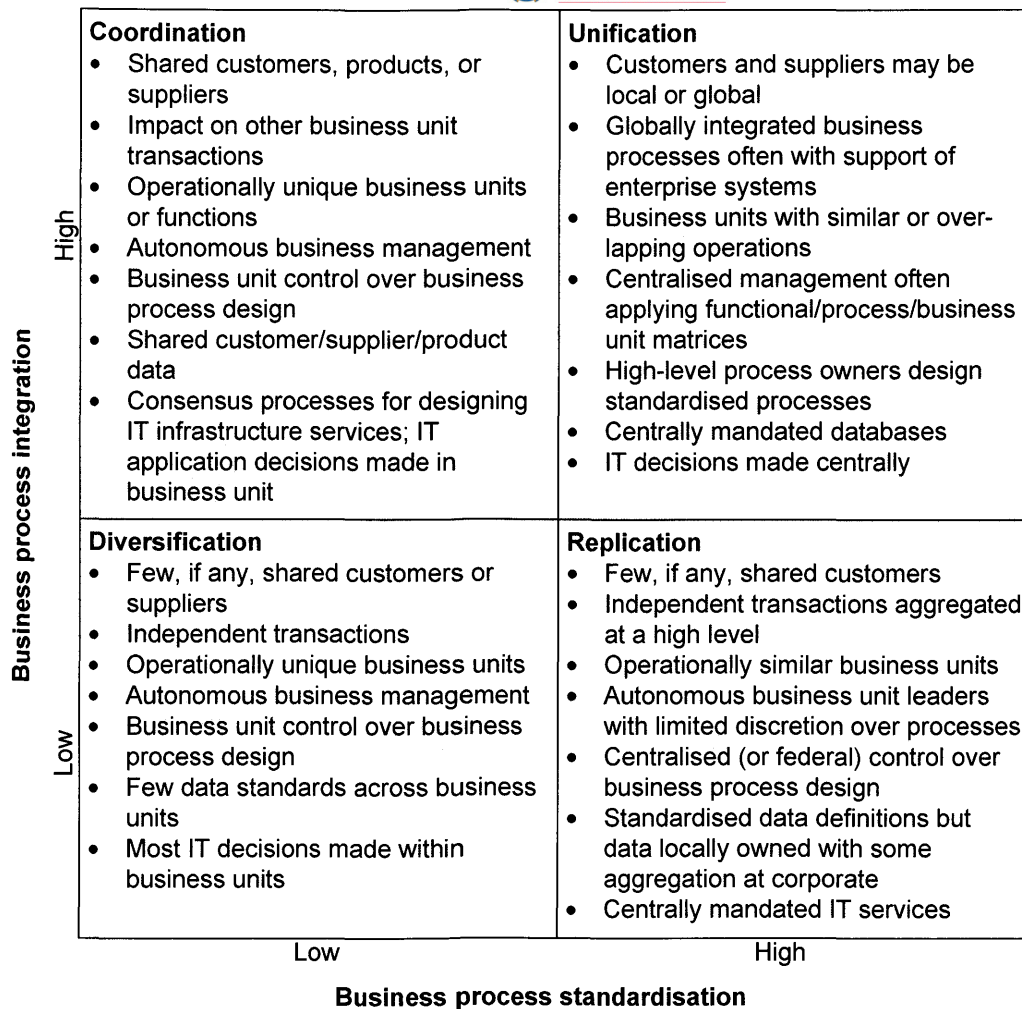 Coordination
• Shared customers, products, or
suppliers
• Impact on other business unit
transactions
• Operationally unique business units
or functions
• Autonomous business management
• Business unit control over business
process design
• Shared customer/supplier/product
data
• Consensus processes for designing
IT infrastructure services; IT
application decisions made in
business unit
Unification
• Customers and suppliers may be
local or global
• Globally integrated business
processes often with support of
enterprise systems
• Business units with similar or over-
lapping operations
• Centralised management often
applying functional/process/business
unit matrices
• High-level process owners design
standardised processes
• Centrally mandated databases
• IT decisions made centrally
Diversification
• Few, if any, shared customers or
suppliers
• Independent transactions
• Operationally unique business units
• Autonomous business management
• Business unit control over business
process design
• Few data standards across business
units
• Most IT decisions made within
business units
Replication
• Few, if any, shared customers
• Independent transactions aggregated
at a high level
• Operationally similar business units
• Autonomous business unit leaders
with limited discretion over processes
• Centralised (or federal) control over
business process design
• Standardised data definitions but
data locally owned with some
aggregation at corporate
• Centrally mandated IT services
High
Low
Business process integration
Low
High
Business process standardisation